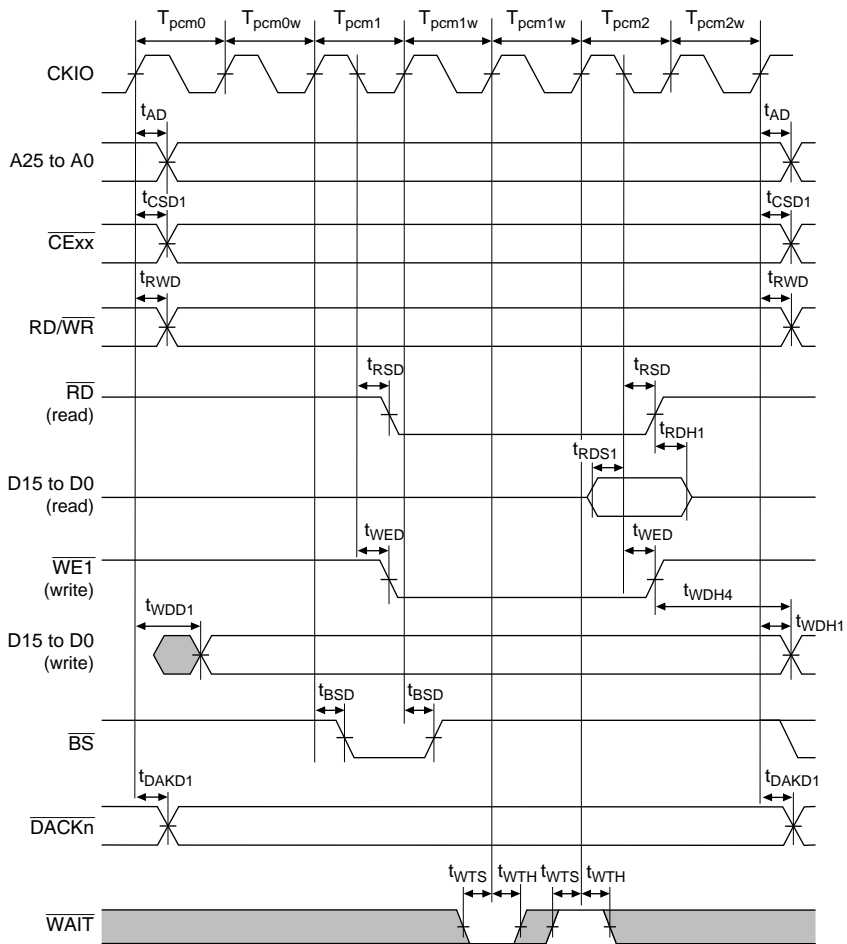 Tpcm0 Tpcm0w Tpcm1 Tpcm1w Tpcm1w Tpcm2 Tpcm2w
CKIO
tAD tAD
A25 to A0
tCSD1 tCSD1
CExx
tRWD tRWD
RD/WR
tRSD tRSD
RD
(read)
tRDH1
tRDS1
D15 to D0
(read)
tWED tWED
WE1
(write)
tWDH4
tWDD1 tWDH1
D15 to D0
(write)
tBSD tBSD
BS
tDAKD1 tDAKD1
DACKn
tWTS tWTH tWTS tWTH
WAIT